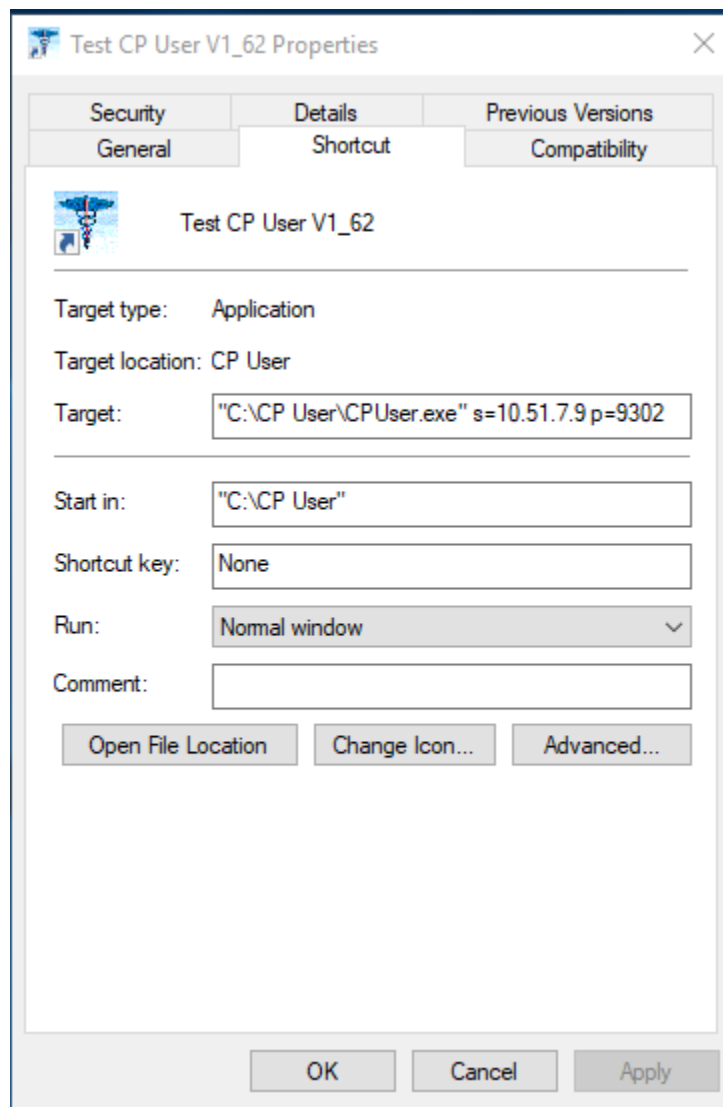 Test CP User V1_62 Properties
Security Details Previous Versions
General Shortcut Compatibility
Test CP User V1_62
Target type: Application
Target location: CP User
Target: "C:\CP User\CPUser.exe" s=10.51.7.9 p=9302
Start in: "C:\CP User"
Shortcut key: None
Run: Normal window
Comment:
Open File Location Change Icon... Advanced...
OK Cancel Apply